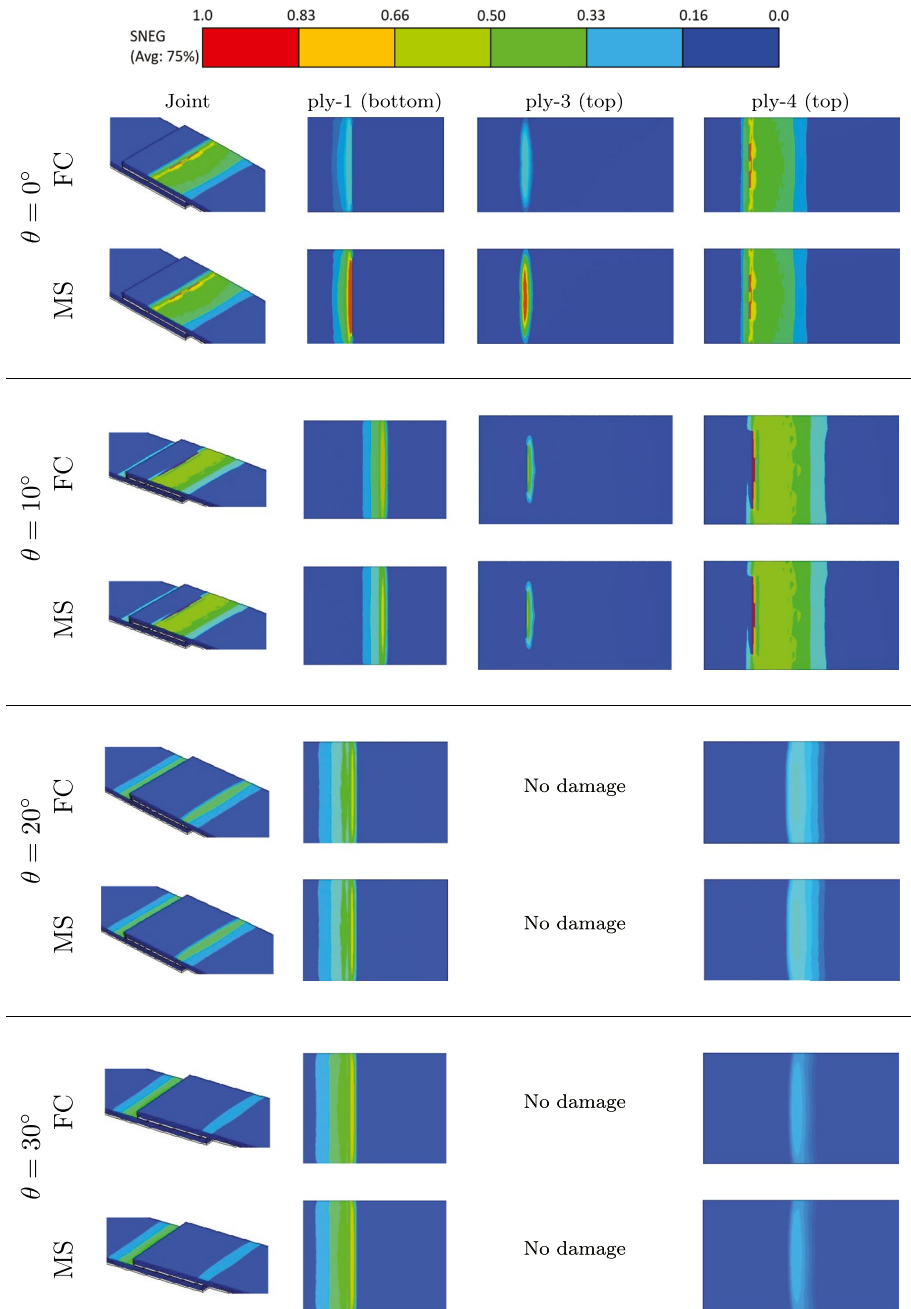 1.0 0.83 0.66 0.50 0.33 0.16 0.0
SNEG
(Avg: 75%)
Joint ply-1 (bottom) ply-3 (top) ply-4 (top)
θ = 0°
FC
MS
θ = 10°
FC
MS
θ = 20°
FC No damage
MS No damage
θ = 30°
FC No damage
MS No damage